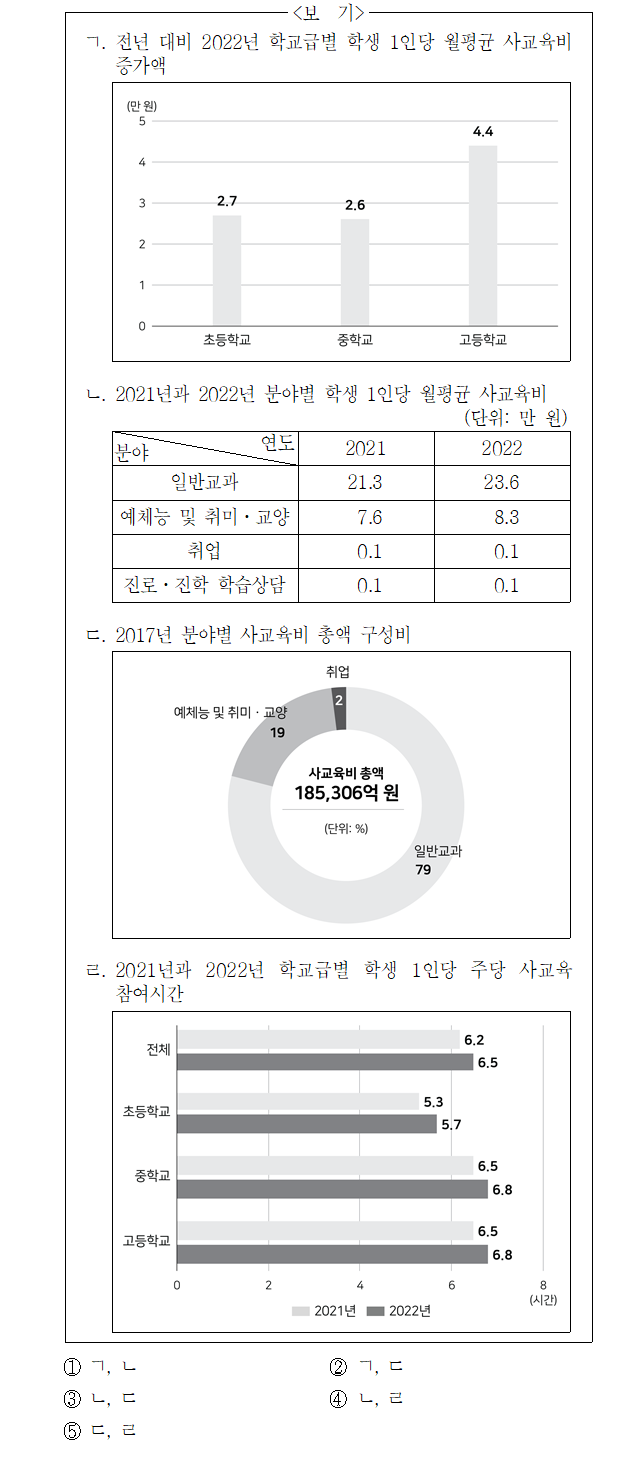 <보 기>
ㄱ. 전년 대비 2022년 학교급별 학생 1인당 월평균 사교육비
증가액
(만 원)
5
4
3
2
1
0
2.7
2.6
4.4
초등학교 중학교 고등학교
ㄴ. 2021년과 2022년 분야별 학생 1인당 월평균 사교육비
(단위: 만 원)
분야 연도 2021 2022
일반교과 21.3 23.6
예체능 및 취미·교양 7.6 8.3
취업 0.1 0.1
진로·진학 학습상담 0.1 0.1
ㄷ. 2017년 분야별 사교육비 총액 구성비
취업
2
예체능 및 취미·교양
19
사교육비 총액
185,306억 원
(단위: %)
일반교과
79
ㄹ. 2021년과 2022년 학교급별 학생 1인당 주당 사교육
참여시간
전체 6.2
6.5
초등학교 5.3
5.7
중학교 6.5
6.8
고등학교 6.5
6.8
0 2 4 6 8
(시간)
2021년 2022년
① ㄱ, ㄴ ② ㄱ, ㄷ
③ ㄴ, ㄷ ④ ㄴ, ㄹ
⑤ ㄷ, ㄹ